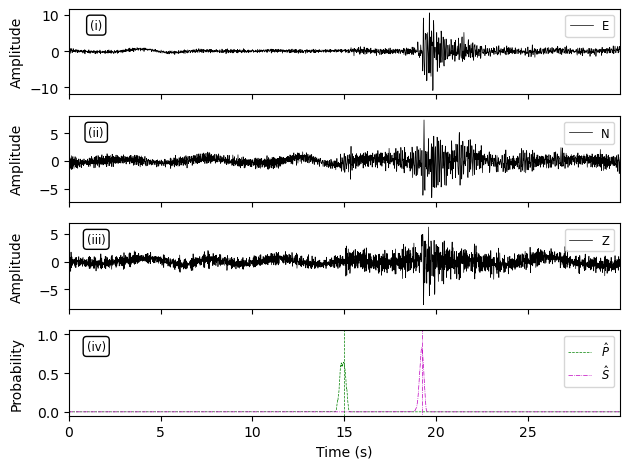 (i)
E
Amplitude
10
0
−10
(ii)
N
Amplitude
5
0
−5
(iii)
Z
Amplitude
5
0
−5
(iv)
P̂
Ŝ
Probability
1.0
0.5
0.0
0 5 10 15 20 25
Time (s)